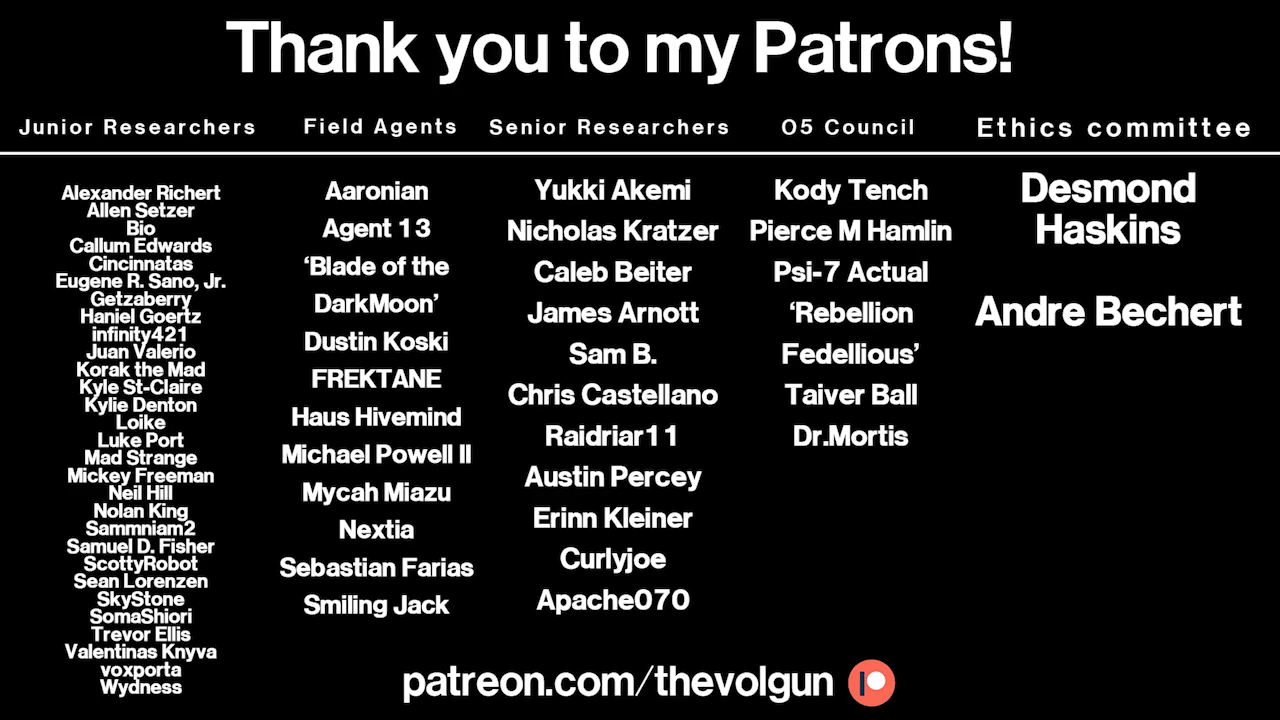 Thank you to my Patrons!
Junior Researchers
Alexander Richert
Allen Setzer
Bio
Callum Edwards
Cincinnatas
Eugene R. Sano, Jr.
Getzaberry
Haniel Goertz
infinity421
Juan Valerio
Korak the Mad
Kyle St-Claire
Kylie Denton
Loike
Luke Port
Mad Strange
Mickey Freeman
Neil Hill
Nolan King
Sammniam2
Samuel D. Fisher
ScottyRobot
Sean Lorenzen
SkyStone
SomaShiori
Trevor Ellis
Valentinas Knyva
voxporta
Wydness
Field Agents
Aaronian
Agent 13
‘Blade of the
DarkMoon’
Dustin Koski
FREKTANE
Haus Hivemind
Michael Powell II
Mycah Miazu
Nextia
Sebastian Farias
Smiling Jack
Senior Researchers
Yukki Akemi
Nicholas Kratzer
Caleb Beiter
James Arnott
Sam B.
Chris Castellano
Raidriar11
Austin Percey
Erinn Kleiner
Curlyjoe
Apache070
O5 Council
Kody Tench
Pierce M Hamlin
Psi-7 Actual
‘Rebellion
Fedellious’
Taiver Ball
Dr.Mortis
Ethics committee
Desmond
Haskins
Andre Bechert
patreon.com/thevolgun